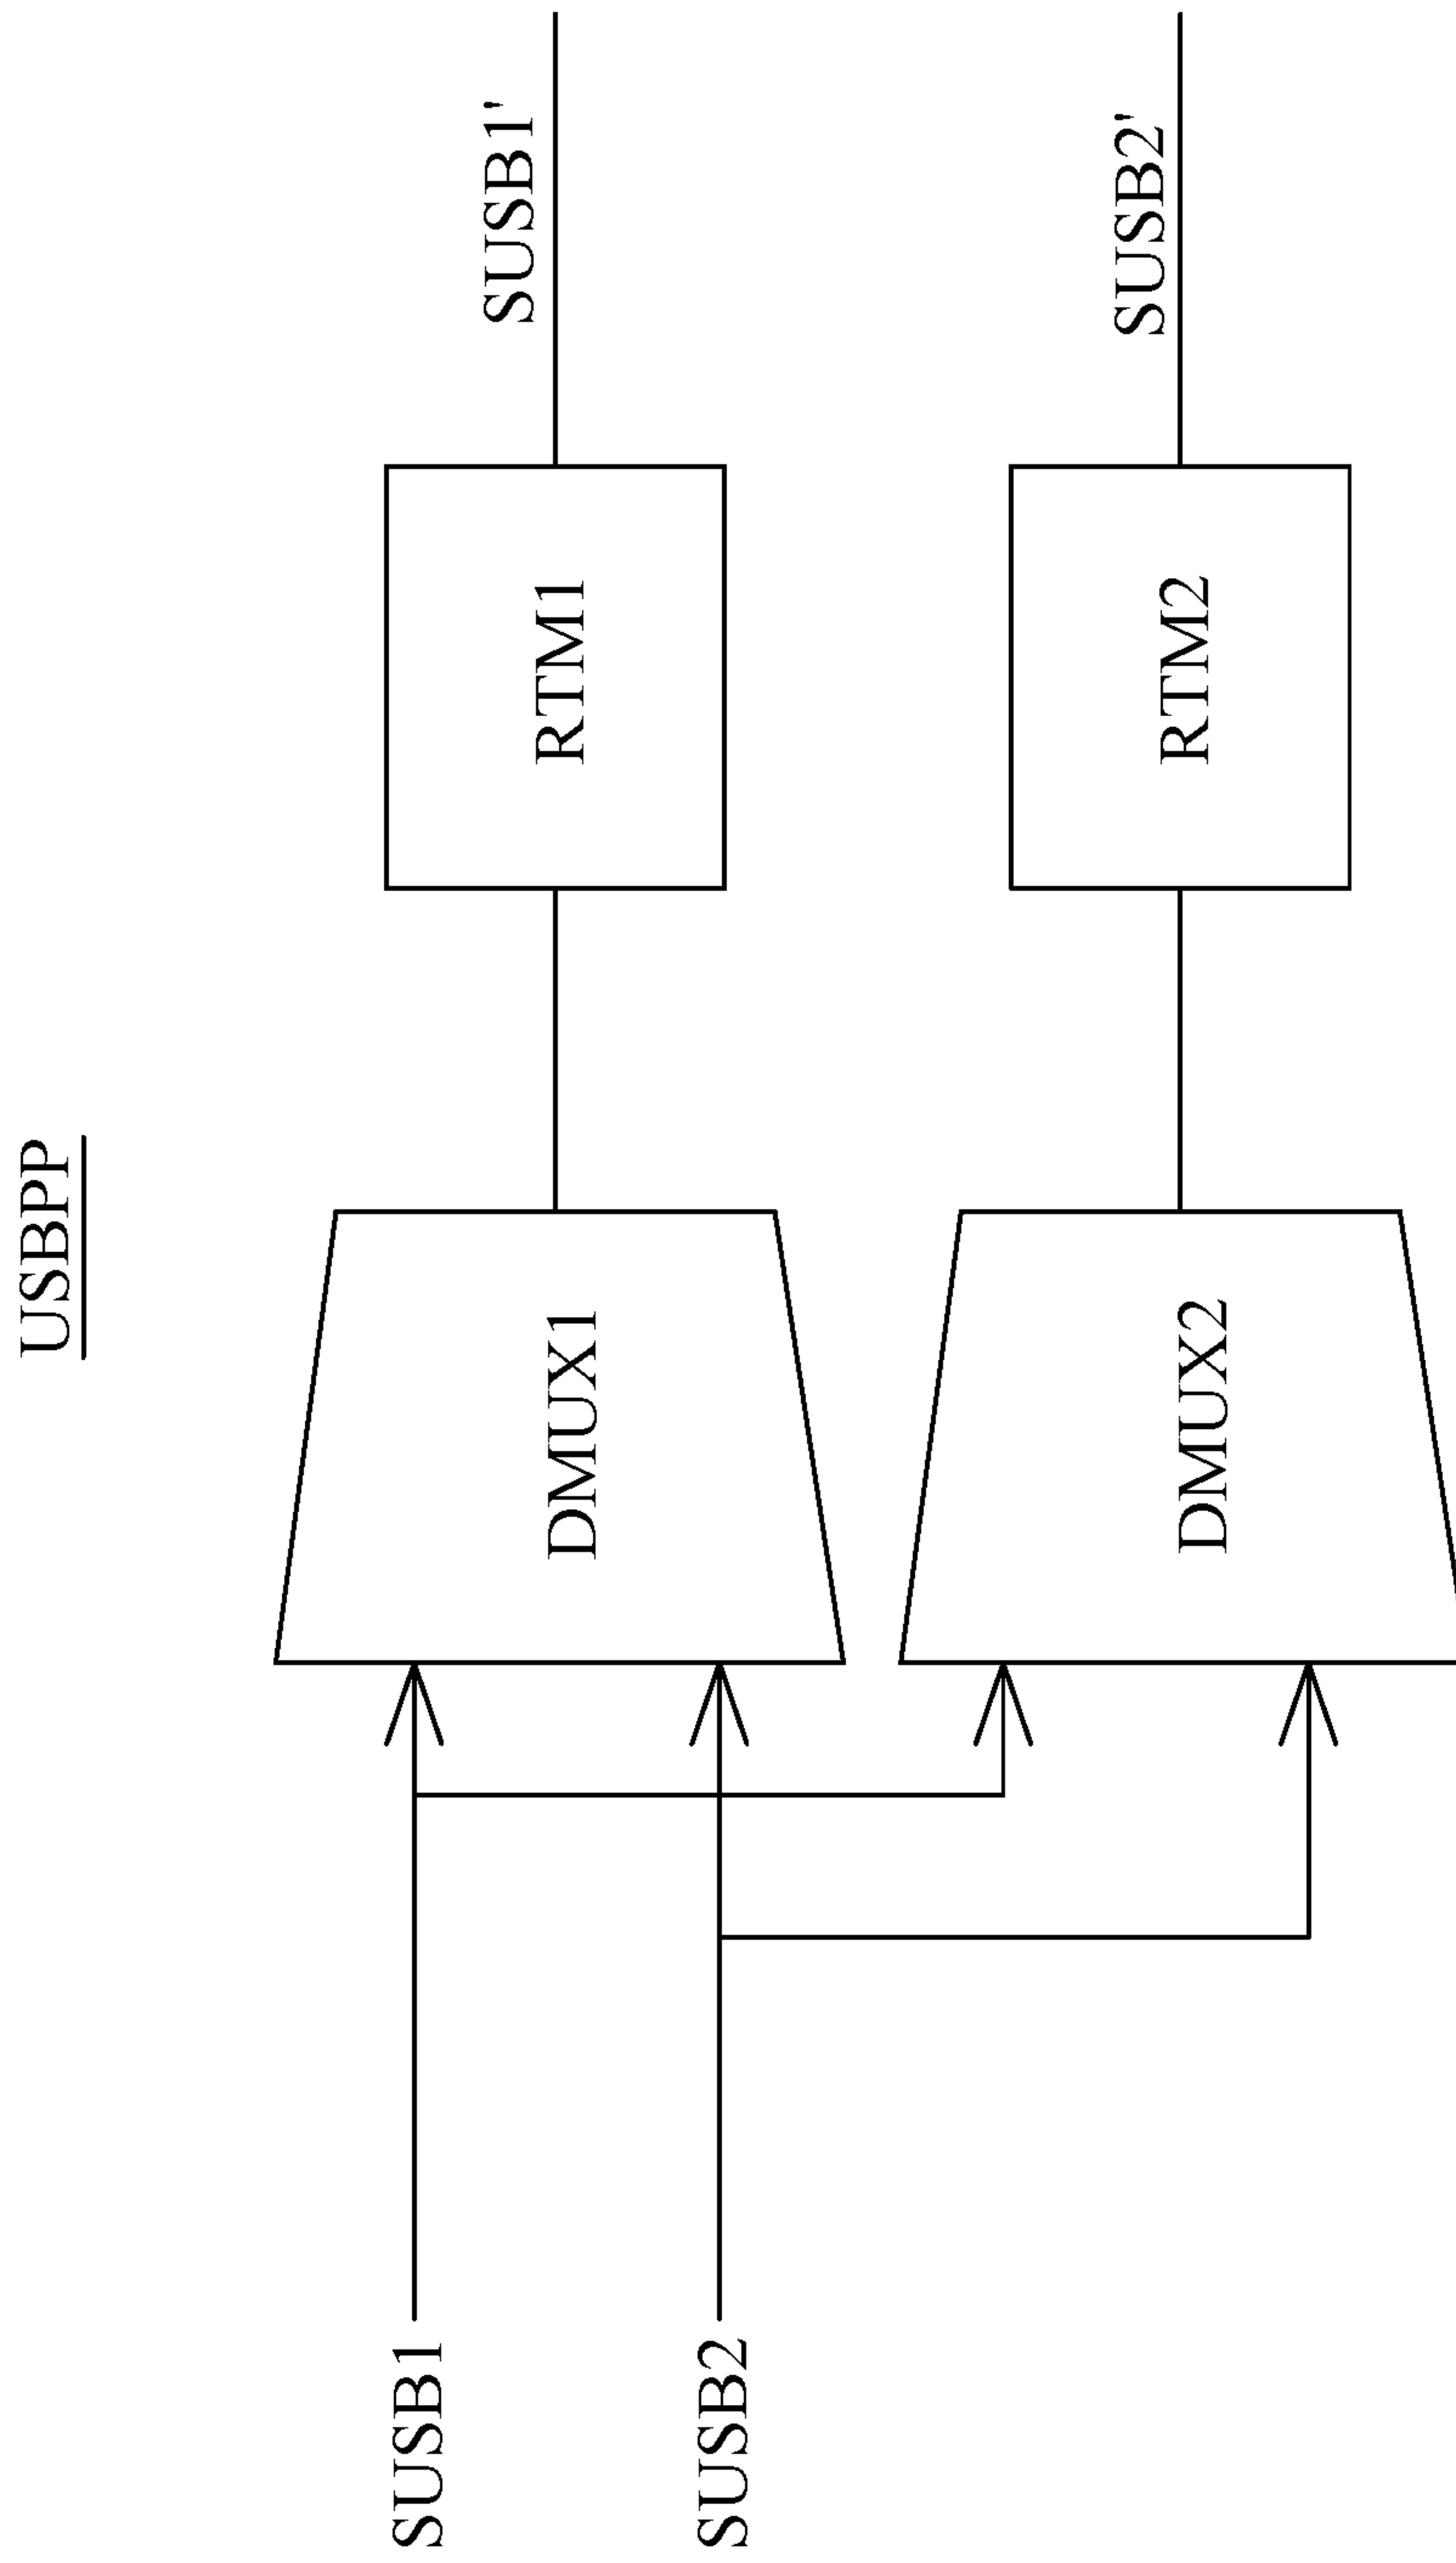 USBPP
SUSB1
DMUX1
RTM1
SUSB1'
SUSB2
DMUX2
RTM2
SUSB2'